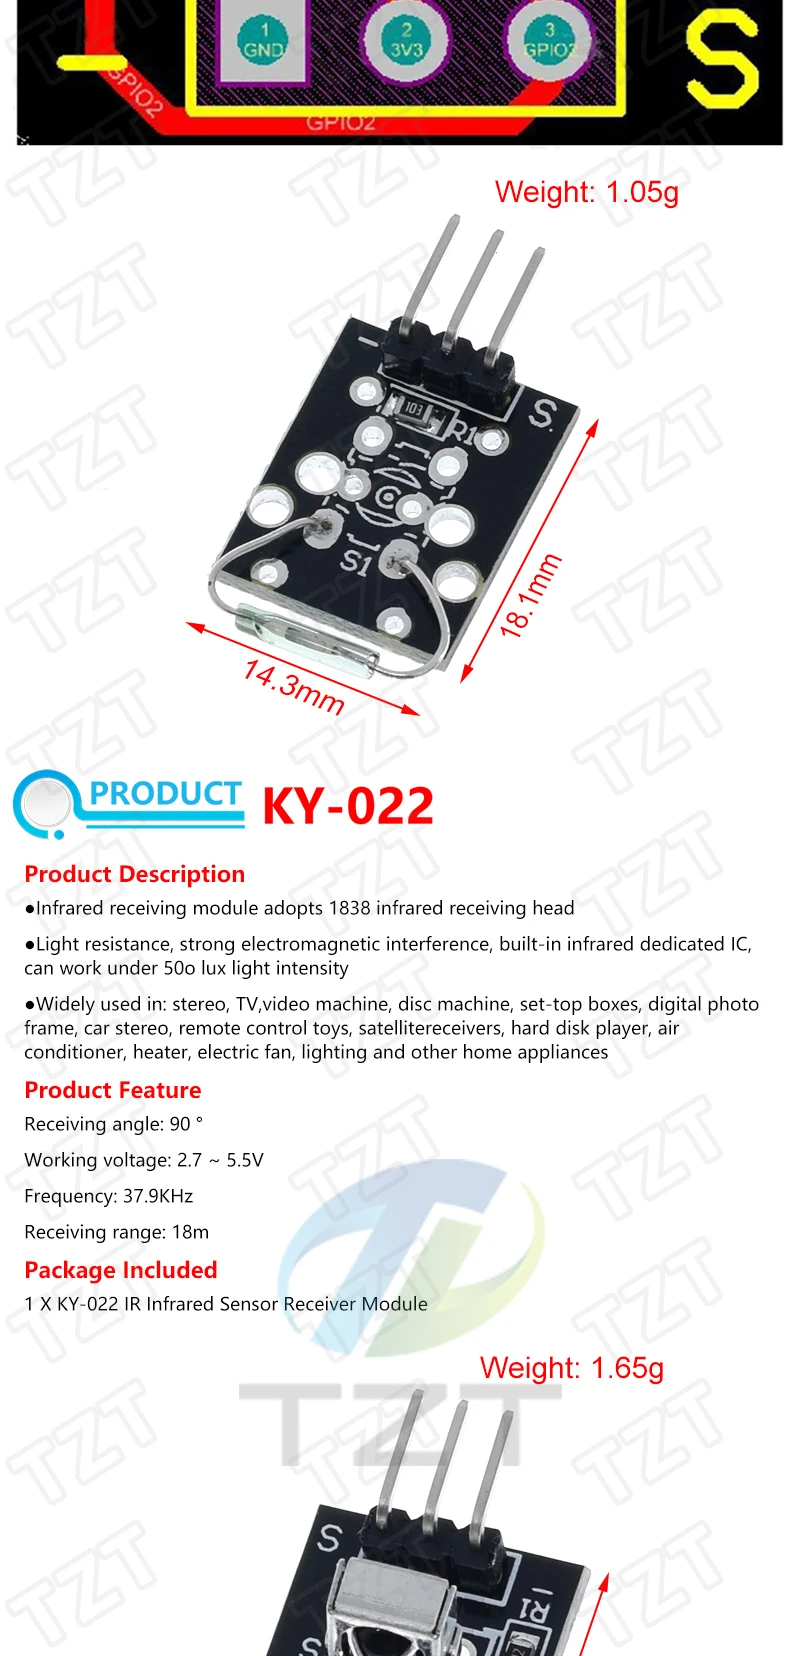 1
GND
2
3V3
3
GPIO2
S
GPIO2
GPIO2
Weight: 1.05g
103
R1
S
S1
18.1mm
14.3mm
PRODUCT KY-022
Product Description
●Infrared receiving module adopts 1838 infrared receiving head
●Light resistance, strong electromagnetic interference, built-in infrared dedicated IC,
can work under 50o lux light intensity
●Widely used in: stereo, TV,video machine, disc machine, set-top boxes, digital photo
frame, car stereo, remote control toys, satellitereceivers, hard disk player, air
conditioner, heater, electric fan, lighting and other home appliances
Product Feature
Receiving angle: 90 °
Working voltage: 2.7 ~ 5.5V
Frequency: 37.9KHz
Receiving range: 18m
Package Included
1 X KY-022 IR Infrared Sensor Receiver Module
Weight: 1.65g
TZT
S
R1